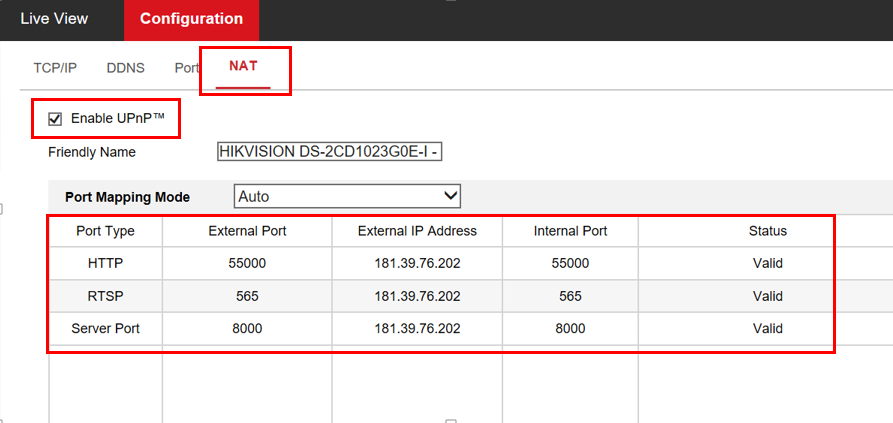 Live View Configuration
TCP/IP DDNS Port NAT
Enable UPnP™
Friendly Name HIKVISION DS-2CD1023G0E-I -
Port Mapping Mode Auto
Port Type External Port External IP Address Internal Port Status
HTTP 55000 181.39.76.202 55000 Valid
RTSP 565 181.39.76.202 565 Valid
Server Port 8000 181.39.76.202 8000 Valid